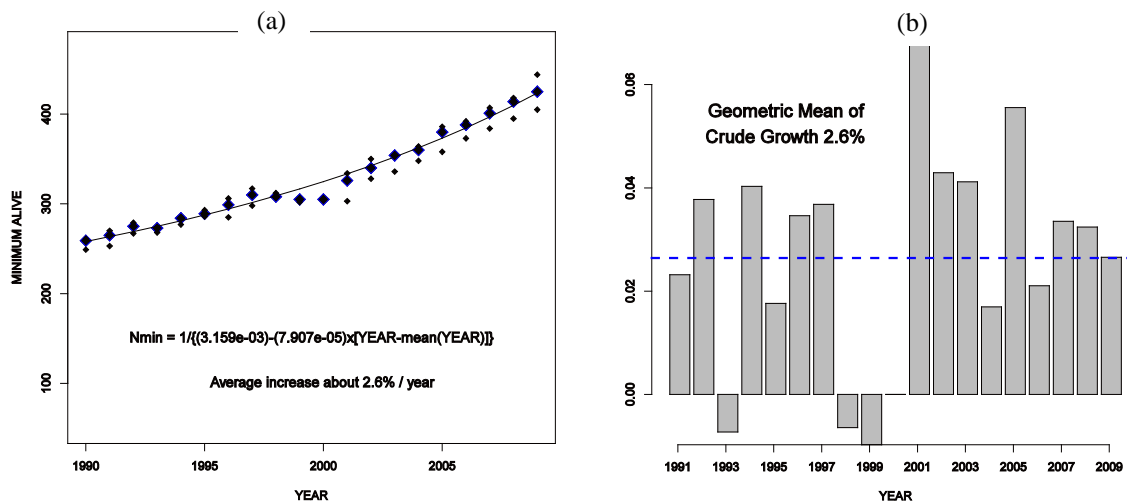 (a)
MINIMUM ALIVE
400
300
200
100
Nmin = 1/{(3.159e-03)-(7.907e-05)x[YEAR-mean(YEAR)]}
Average increase about 2.6% / year
1990 1995 2000 2005
YEAR
(b)
0.06
0.04
0.02
0.00
Geometric Mean of
Crude Growth 2.6%
1991 1993 1995 1997 1999 2001 2003 2005 2007 2009
YEAR